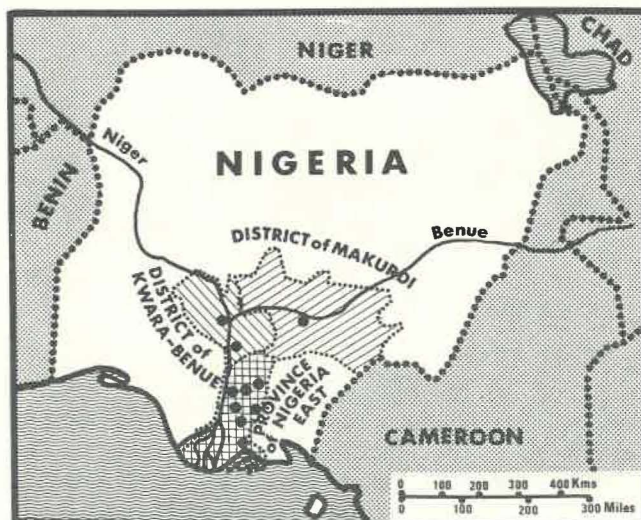 NIGER
CHAD
Niger
NIGERIA
BENIN
Benue
DISTRICT of MAKURDI
DISTRICT of
KWARA-BENUE
PROVINCE
of NIGERIA
EAST
CAMEROON
0 100 200 300 400 Kms
0 100 200 300 Miles